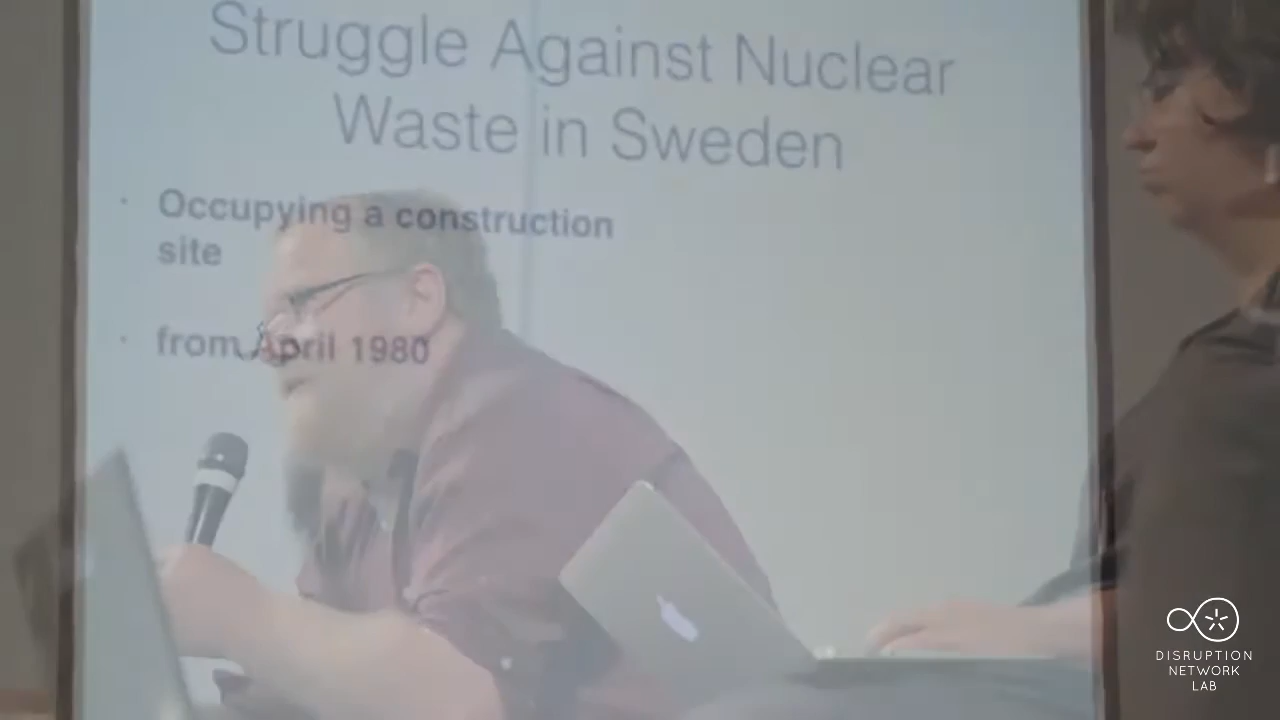 Struggle Against Nuclear
Waste in Sweden
· Occupying a construction
site
· from April 1980
DISRUPTION
NETWORK
LAB